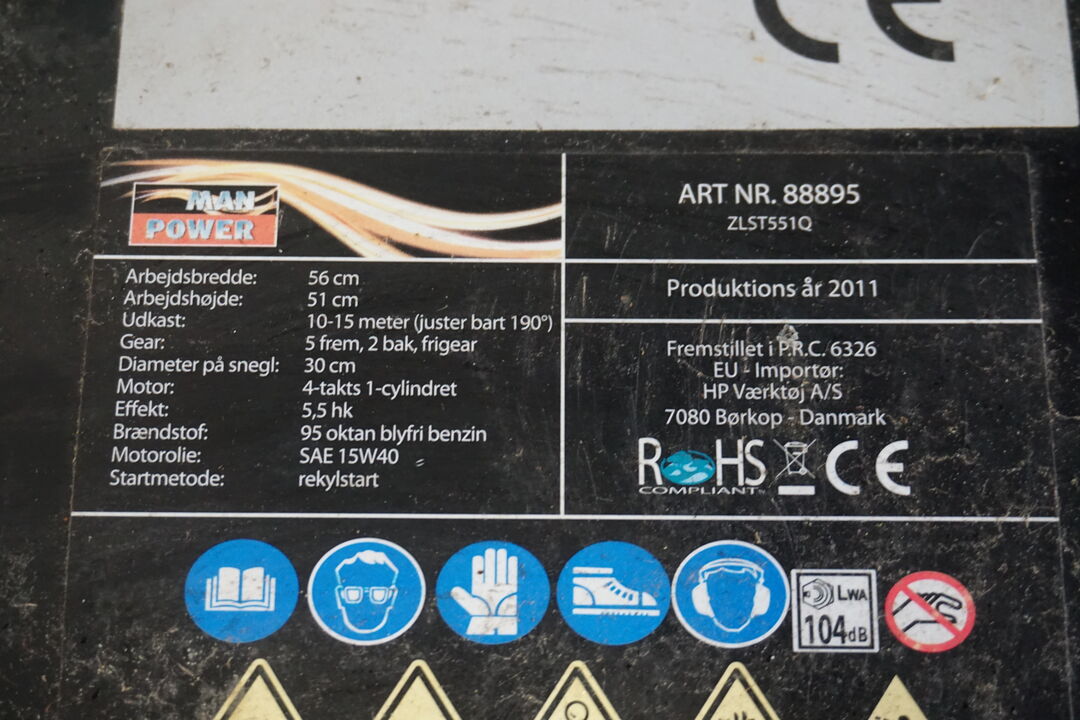 CE
MAN
POWER
Arbejdsbredde: 56 cm
Arbejdshøjde: 51 cm
Udkast: 10-15 meter (juster bart 190°)
Gear: 5 frem, 2 bak, frigear
Diameter på snegl: 30 cm
Motor: 4-takts 1-cylindret
Effekt: 5,5 hk
Brændstof: 95 oktan blyfri benzin
Motorolie: SAE 15W40
Startmetode: rekylstart
ART NR. 88895
ZLST551Q
Produktions år 2011
Fremstillet i P.R.C. 6326
EU - Importør:
HP Værktøj A/S
7080 Børkop - Danmark
ROHS CE
COMPLIANT
LWA
104dB